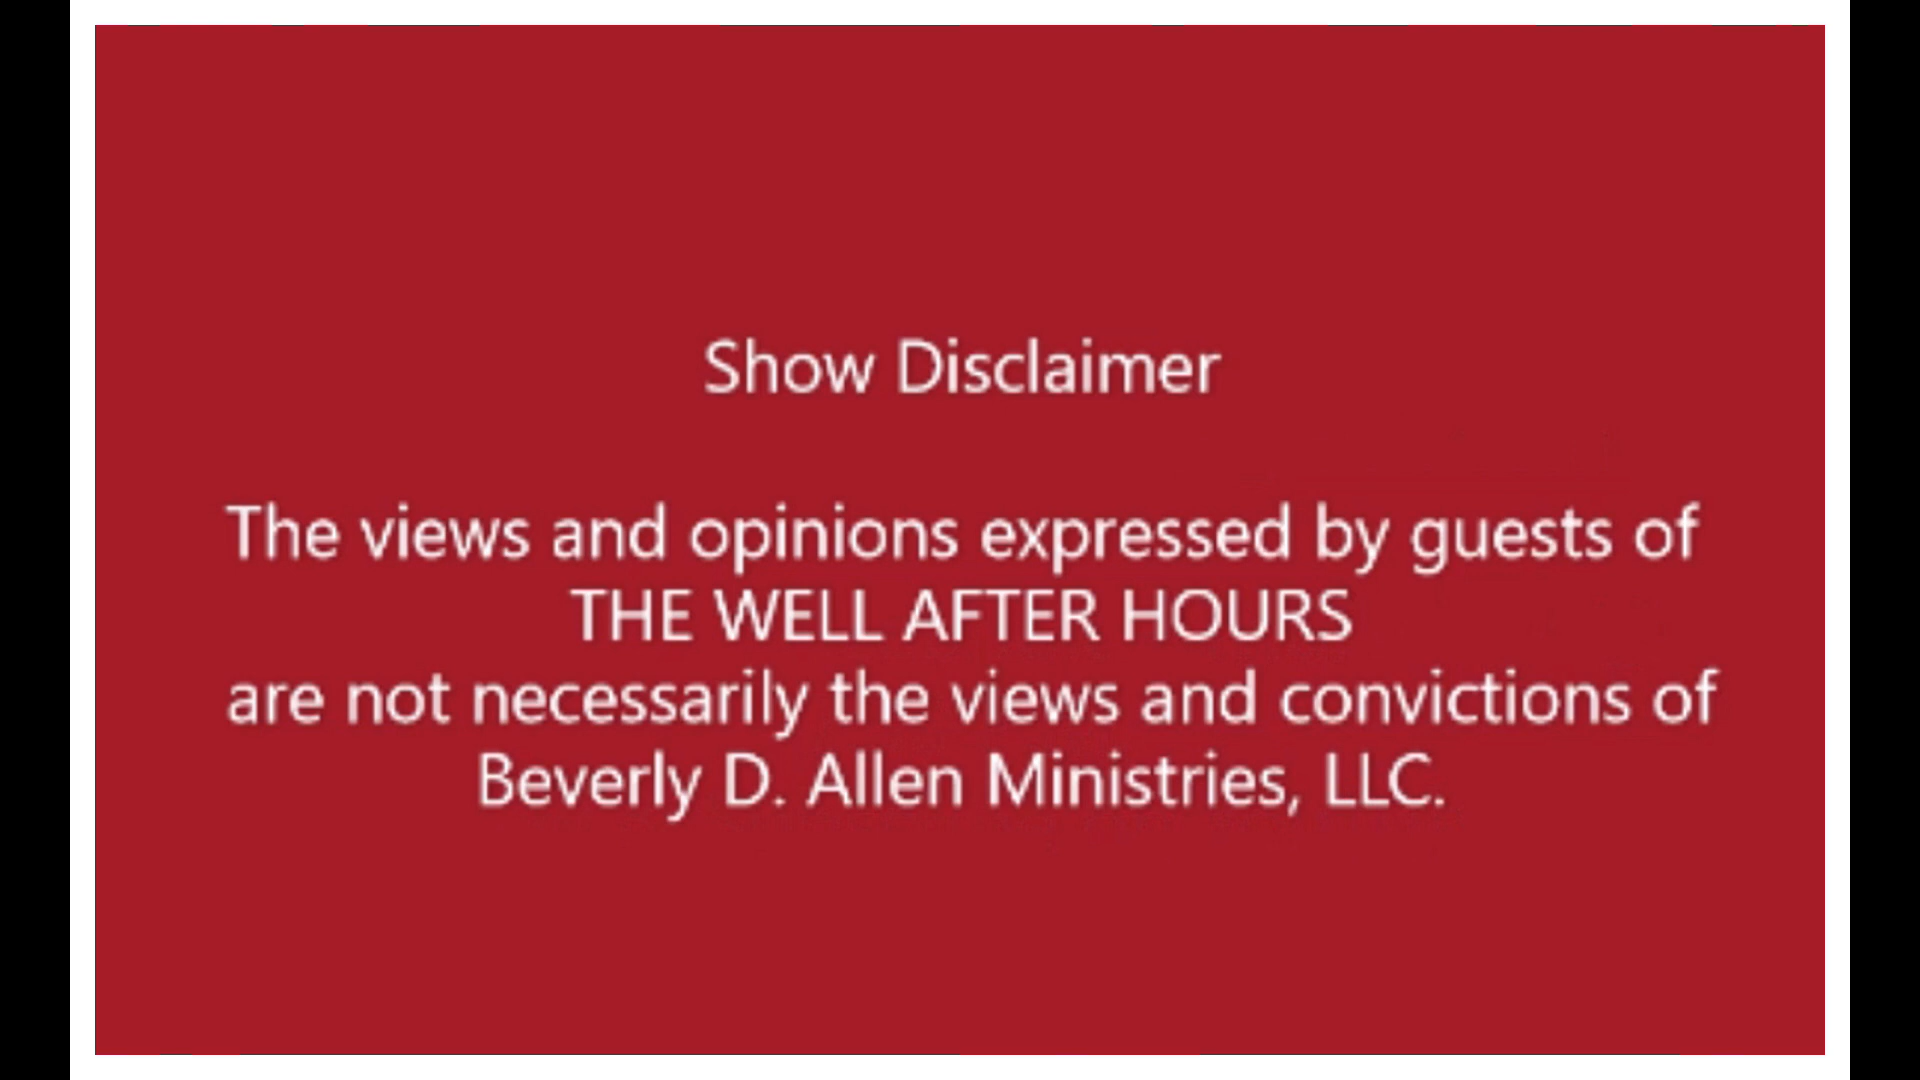 Show Disclaimer
The views and opinions expressed by guests of
THE WELL AFTER HOURS
are not necessarily the views and convictions of
Beverly D. Allen Ministries, LLC.